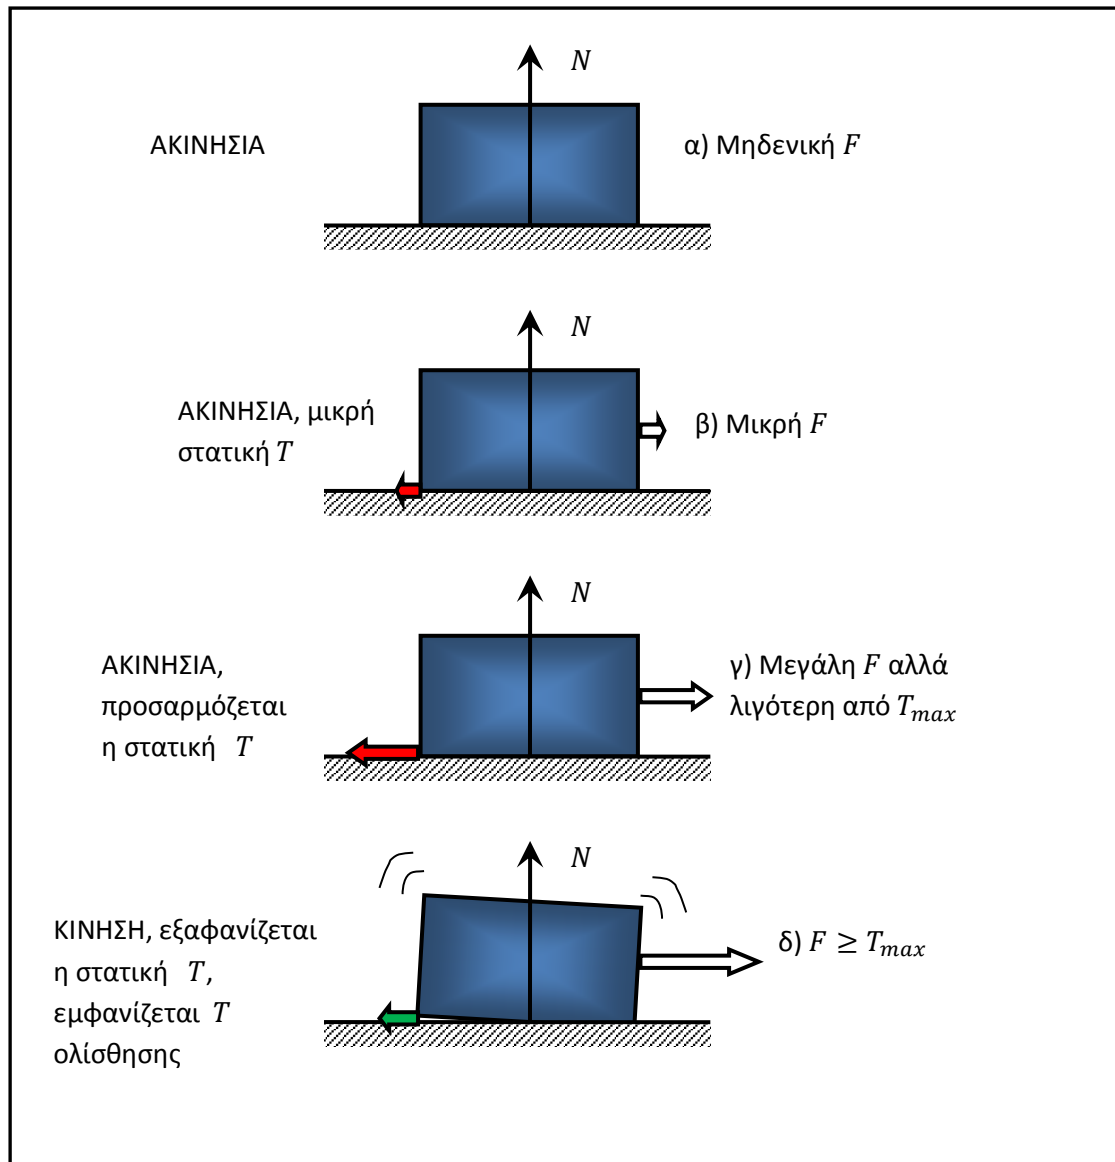 N
ΑΚΙΝΗΣΙΑ
α) Μηδενική F
N
ΑΚΙΝΗΣΙΑ, μικρή
στατική T
β) Μικρή F
N
ΑΚΙΝΗΣΙΑ,
προσαρμόζεται
η στατική T
γ) Μεγάλη F αλλά
λιγότερη από T_max
N
ΚΙΝΗΣΗ, εξαφανίζεται
η στατική T,
εμφανίζεται T
ολίσθησης
δ) F ≥ T_max